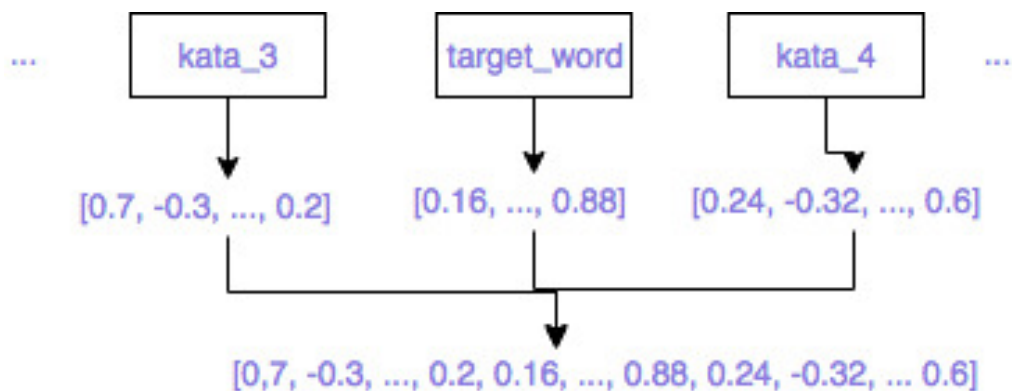 ... kata_3 target_word kata_4 ...
[0.7, -0.3, ..., 0.2] [0.16, ..., 0.88] [0.24, -0.32, ..., 0.6]
[0,7, -0.3, ..., 0.2, 0.16, ..., 0.88, 0.24, -0.32, ... 0.6]